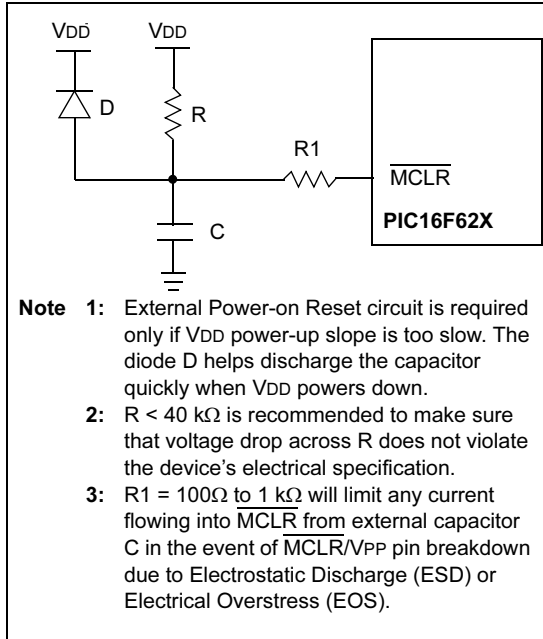 VDD VDD
D
R
R1
MCLR
PIC16F62X
C
Note 1: External Power-on Reset circuit is required
only if VDD power-up slope is too slow. The
diode D helps discharge the capacitor
quickly when VDD powers down.
2: R < 40 kΩ is recommended to make sure
that voltage drop across R does not violate
the device's electrical specification.
3: R1 = 100Ω to 1 kΩ will limit any current
flowing into MCLR from external capacitor
C in the event of MCLR/VPP pin breakdown
due to Electrostatic Discharge (ESD) or
Electrical Overstress (EOS).